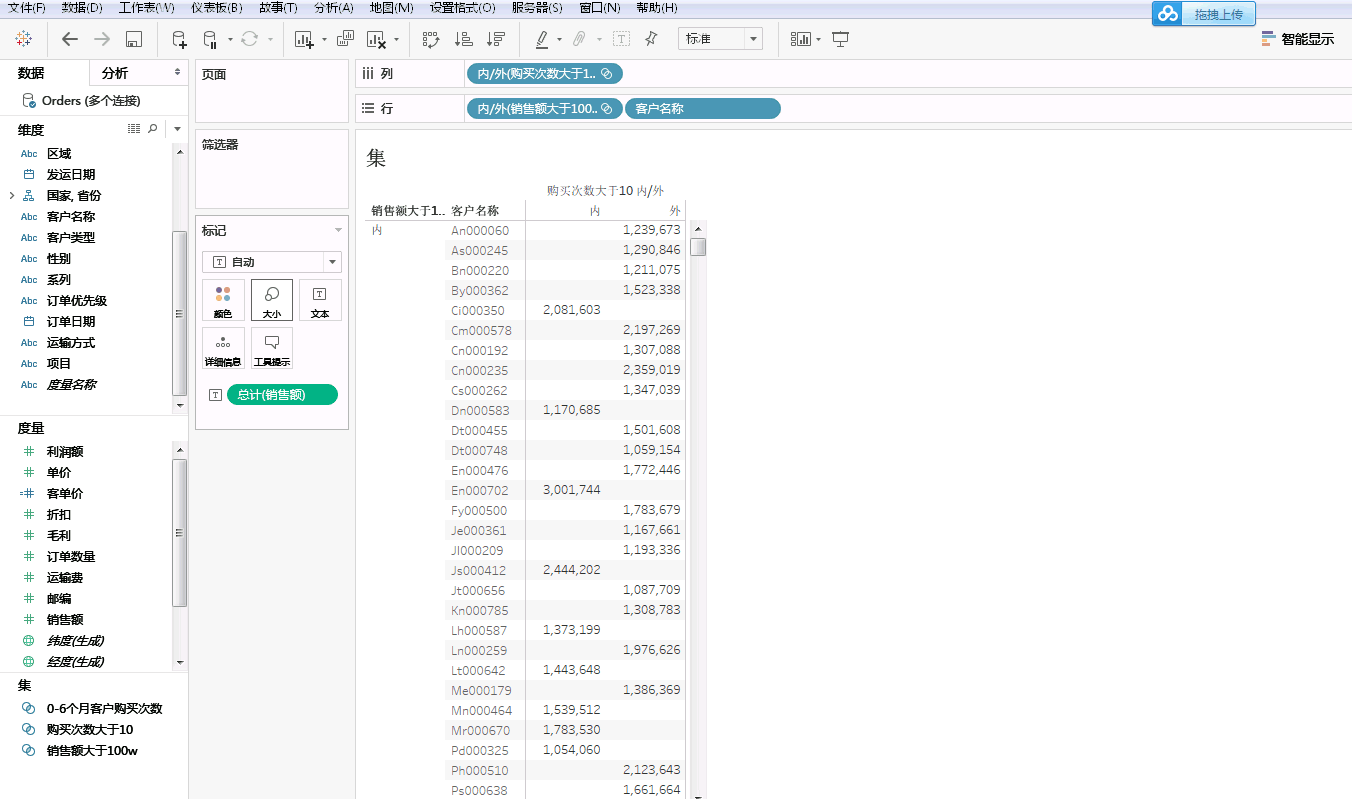 文件(F) 数据(D) 工作表(W) 仪表板(B) 故事(T) 分析(A) 地图(M) 设置格式(O) 服务器(S) 窗口(N) 帮助(H)
拖拽上传
标准
智能显示
数据 分析
Orders (多个连接)
维度
Abc 区域
发运日期
国家, 省份
Abc 客户名称
Abc 客户类型
Abc 性别
Abc 系列
Abc 订单优先级
订单日期
Abc 运输方式
Abc 项目
Abc 度量名称
度量
利润额
单价
客单价
折扣
毛利
订单数量
运输费
邮编
销售额
纬度(生成)
经度(生成)
集
0-6个月客户购买次数
购买次数大于10
销售额大于100w
页面
筛选器
标记
自动
颜色 大小 文本
详细信息 工具提示
总计(销售额)
列 内/外(购买次数大于1..
行 内/外(销售额大于100.. 客户名称
集
购买次数大于10 内/外
销售额大于1.. 客户名称 内 外
内 An000060 1,239,673
As000245 1,290,846
Bn000220 1,211,075
By000362 1,523,338
Ci000350 2,081,603
Cm000578 2,197,269
Cn000192 1,307,088
Cn000235 2,359,019
Cs000262 1,347,039
Dn000583 1,170,685
Dt000455 1,501,608
Dt000748 1,059,154
En000476 1,772,446
En000702 3,001,744
Fy000500 1,783,679
Je000361 1,167,661
Jl000209 1,193,336
Js000412 2,444,202
Jt000656 1,087,709
Kn000785 1,308,783
Lh000587 1,373,199
Ln000259 1,976,626
Lt000642 1,443,648
Me000179 1,386,369
Mn000464 1,539,512
Mr000670 1,783,530
Pd000325 1,054,060
Ph000510 2,123,643
Ps000638 1,661,664